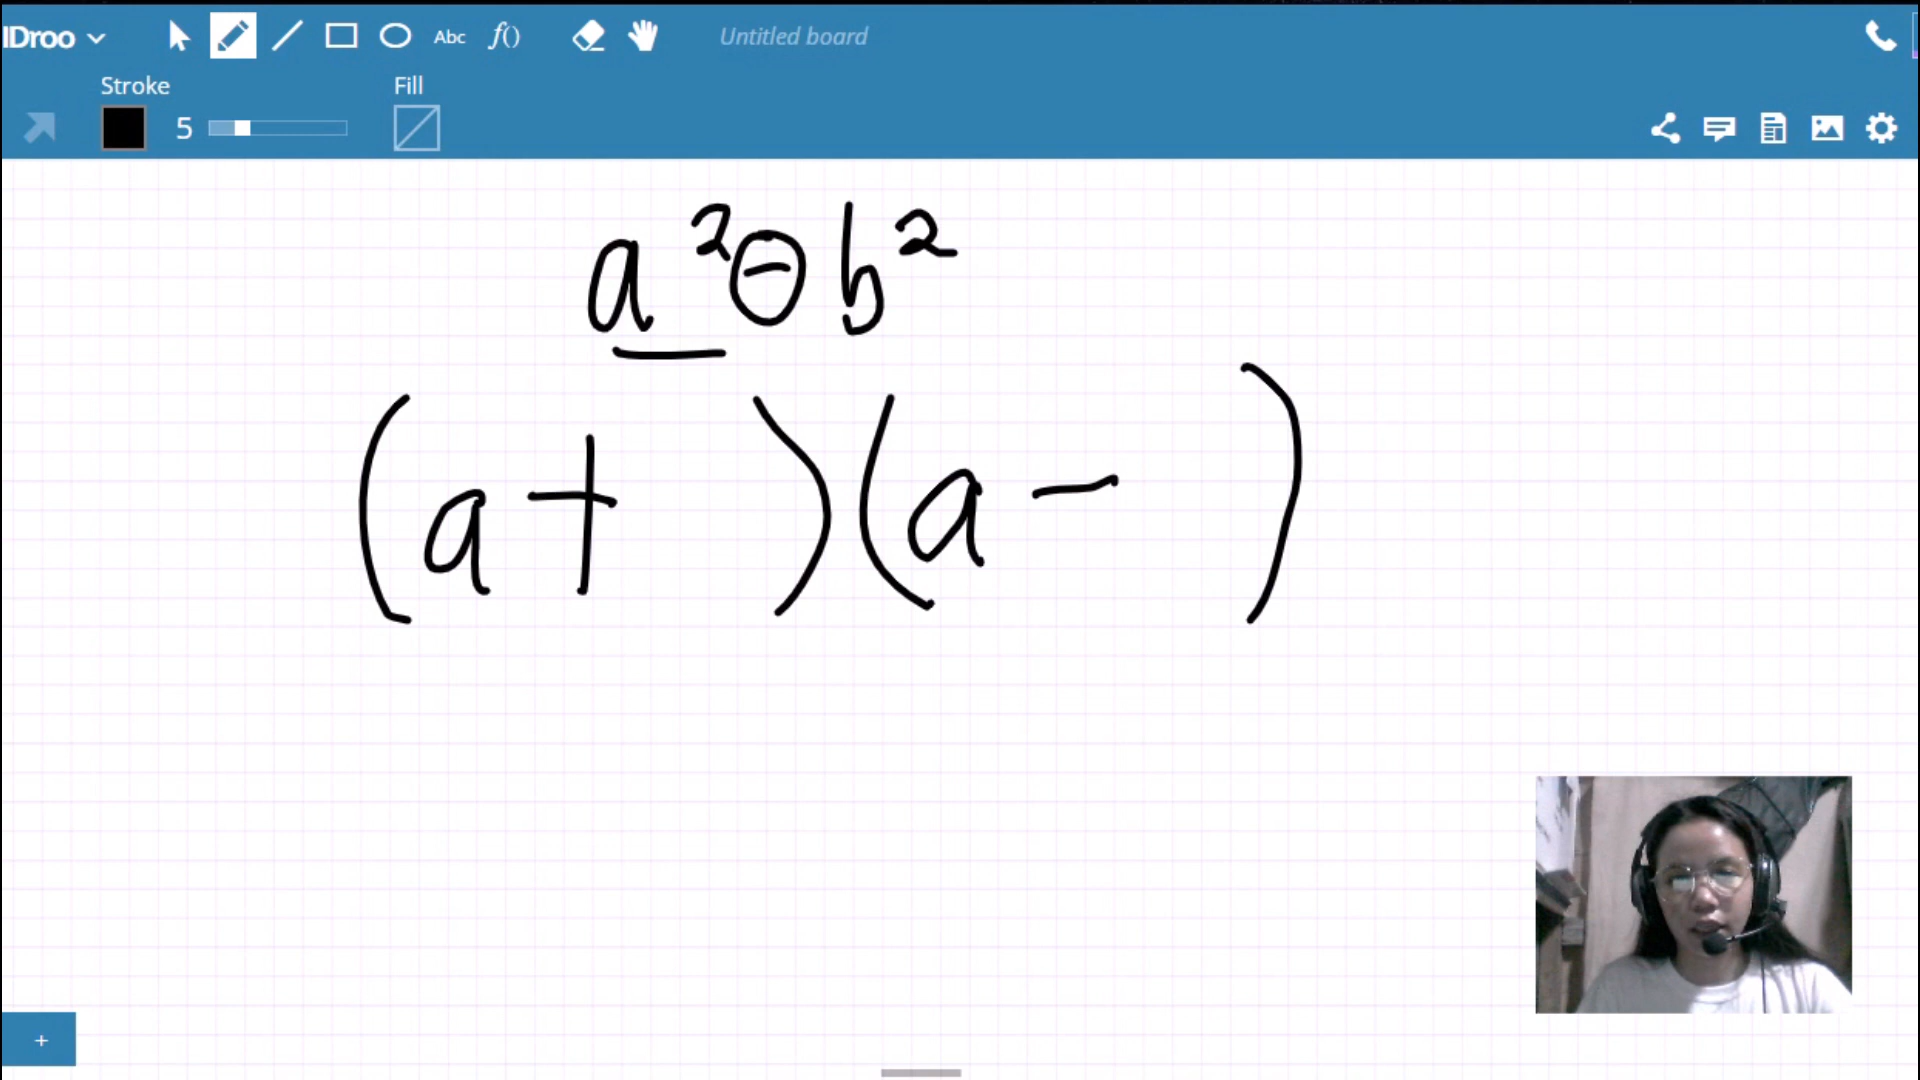 IDroo Abc f() Untitled board
Stroke Fill
5
a² ⊖ b²
(a + )(a - )
+